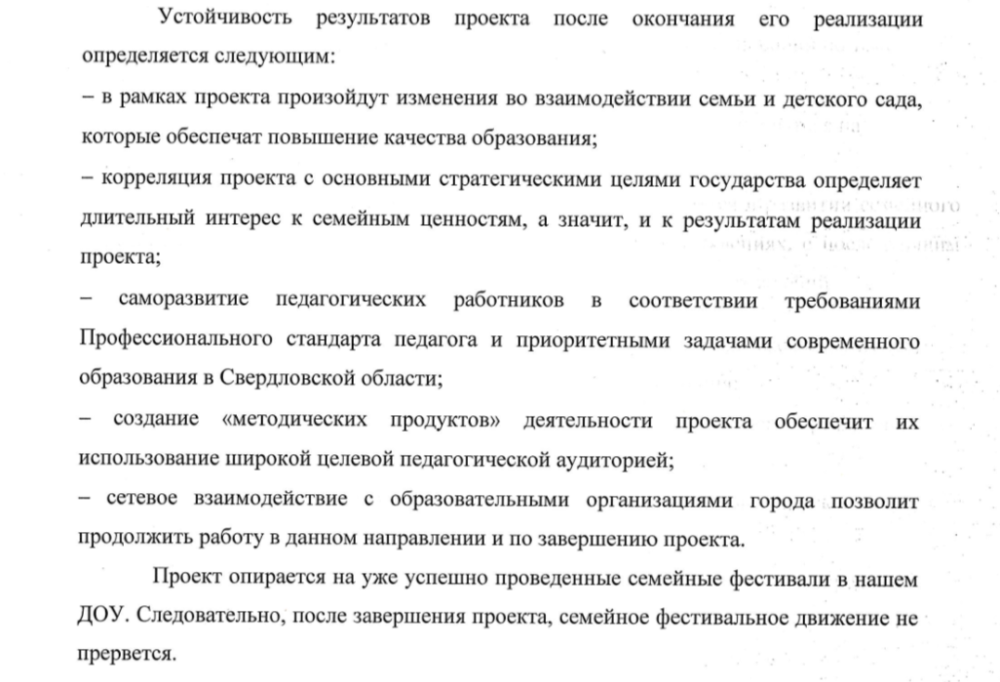 Устойчивость результатов проекта после окончания его реализации
определяется следующим:
– в рамках проекта произойдут изменения во взаимодействии семьи и детского сада,
которые обеспечат повышение качества образования;
– корреляция проекта с основными стратегическими целями государства определяет
длительный интерес к семейным ценностям, а значит, и к результатам реализации
проекта;
– саморазвитие педагогических работников в соответствии требованиями
Профессионального стандарта педагога и приоритетными задачами современного
образования в Свердловской области;
– создание «методических продуктов» деятельности проекта обеспечит их
использование широкой целевой педагогической аудиторией;
– сетевое взаимодействие с образовательными организациями города позволит
продолжить работу в данном направлении и по завершению проекта.
Проект опирается на уже успешно проведенные семейные фестивали в нашем
ДОУ. Следовательно, после завершения проекта, семейное фестивальное движение не
прервется.